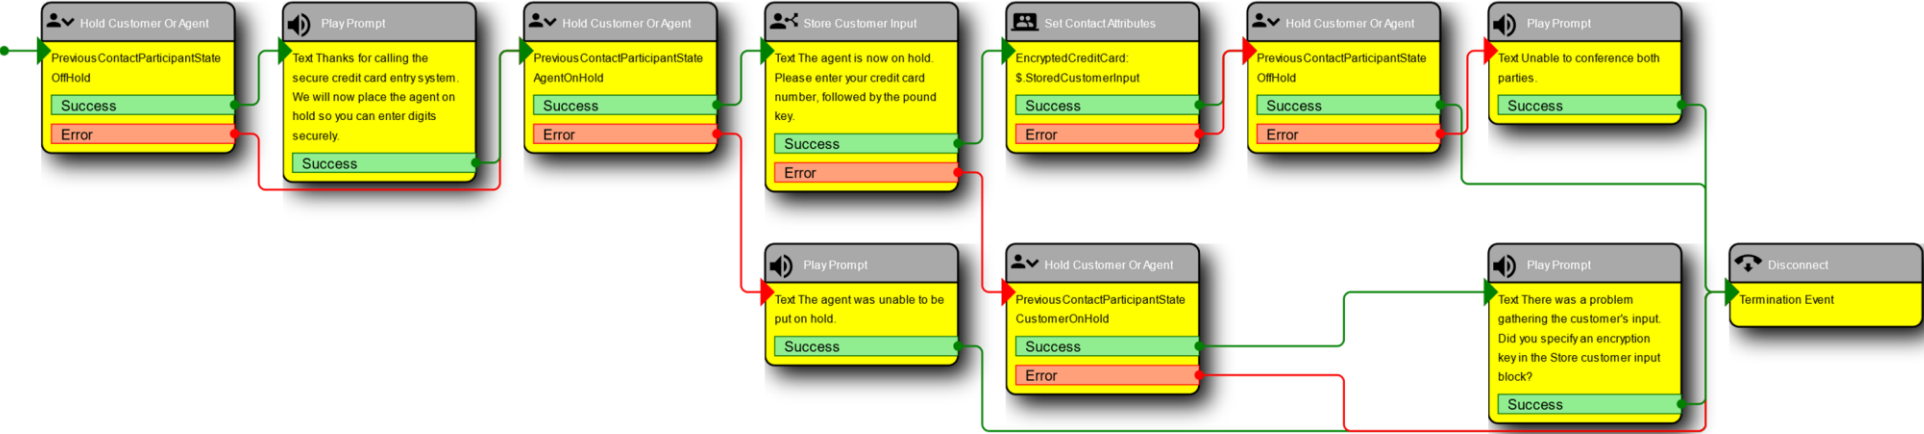 Hold Customer Or Agent
PreviousContactParticipantState
OffHold
Success
Error
Play Prompt
Text Thanks for calling the
secure credit card entry system.
We will now place the agent on
hold so you can enter digits
securely.
Success
Hold Customer Or Agent
PreviousContactParticipantState
AgentOnHold
Success
Error
Store Customer Input
Text The agent is now on hold.
Please enter your credit card
number, followed by the pound
key.
Success
Error
Set Contact Attributes
EncryptedCreditCard:
$.StoredCustomerInput
Success
Error
Hold Customer Or Agent
PreviousContactParticipantState
OffHold
Success
Error
Play Prompt
Text Unable to conference both
parties.
Success
Play Prompt
Text The agent was unable to be
put on hold.
Success
Hold Customer Or Agent
PreviousContactParticipantState
CustomerOnHold
Success
Error
Play Prompt
Text There was a problem
gathering the customer's input.
Did you specify an encryption
key in the Store customer input
block?
Success
Disconnect
Termination Event